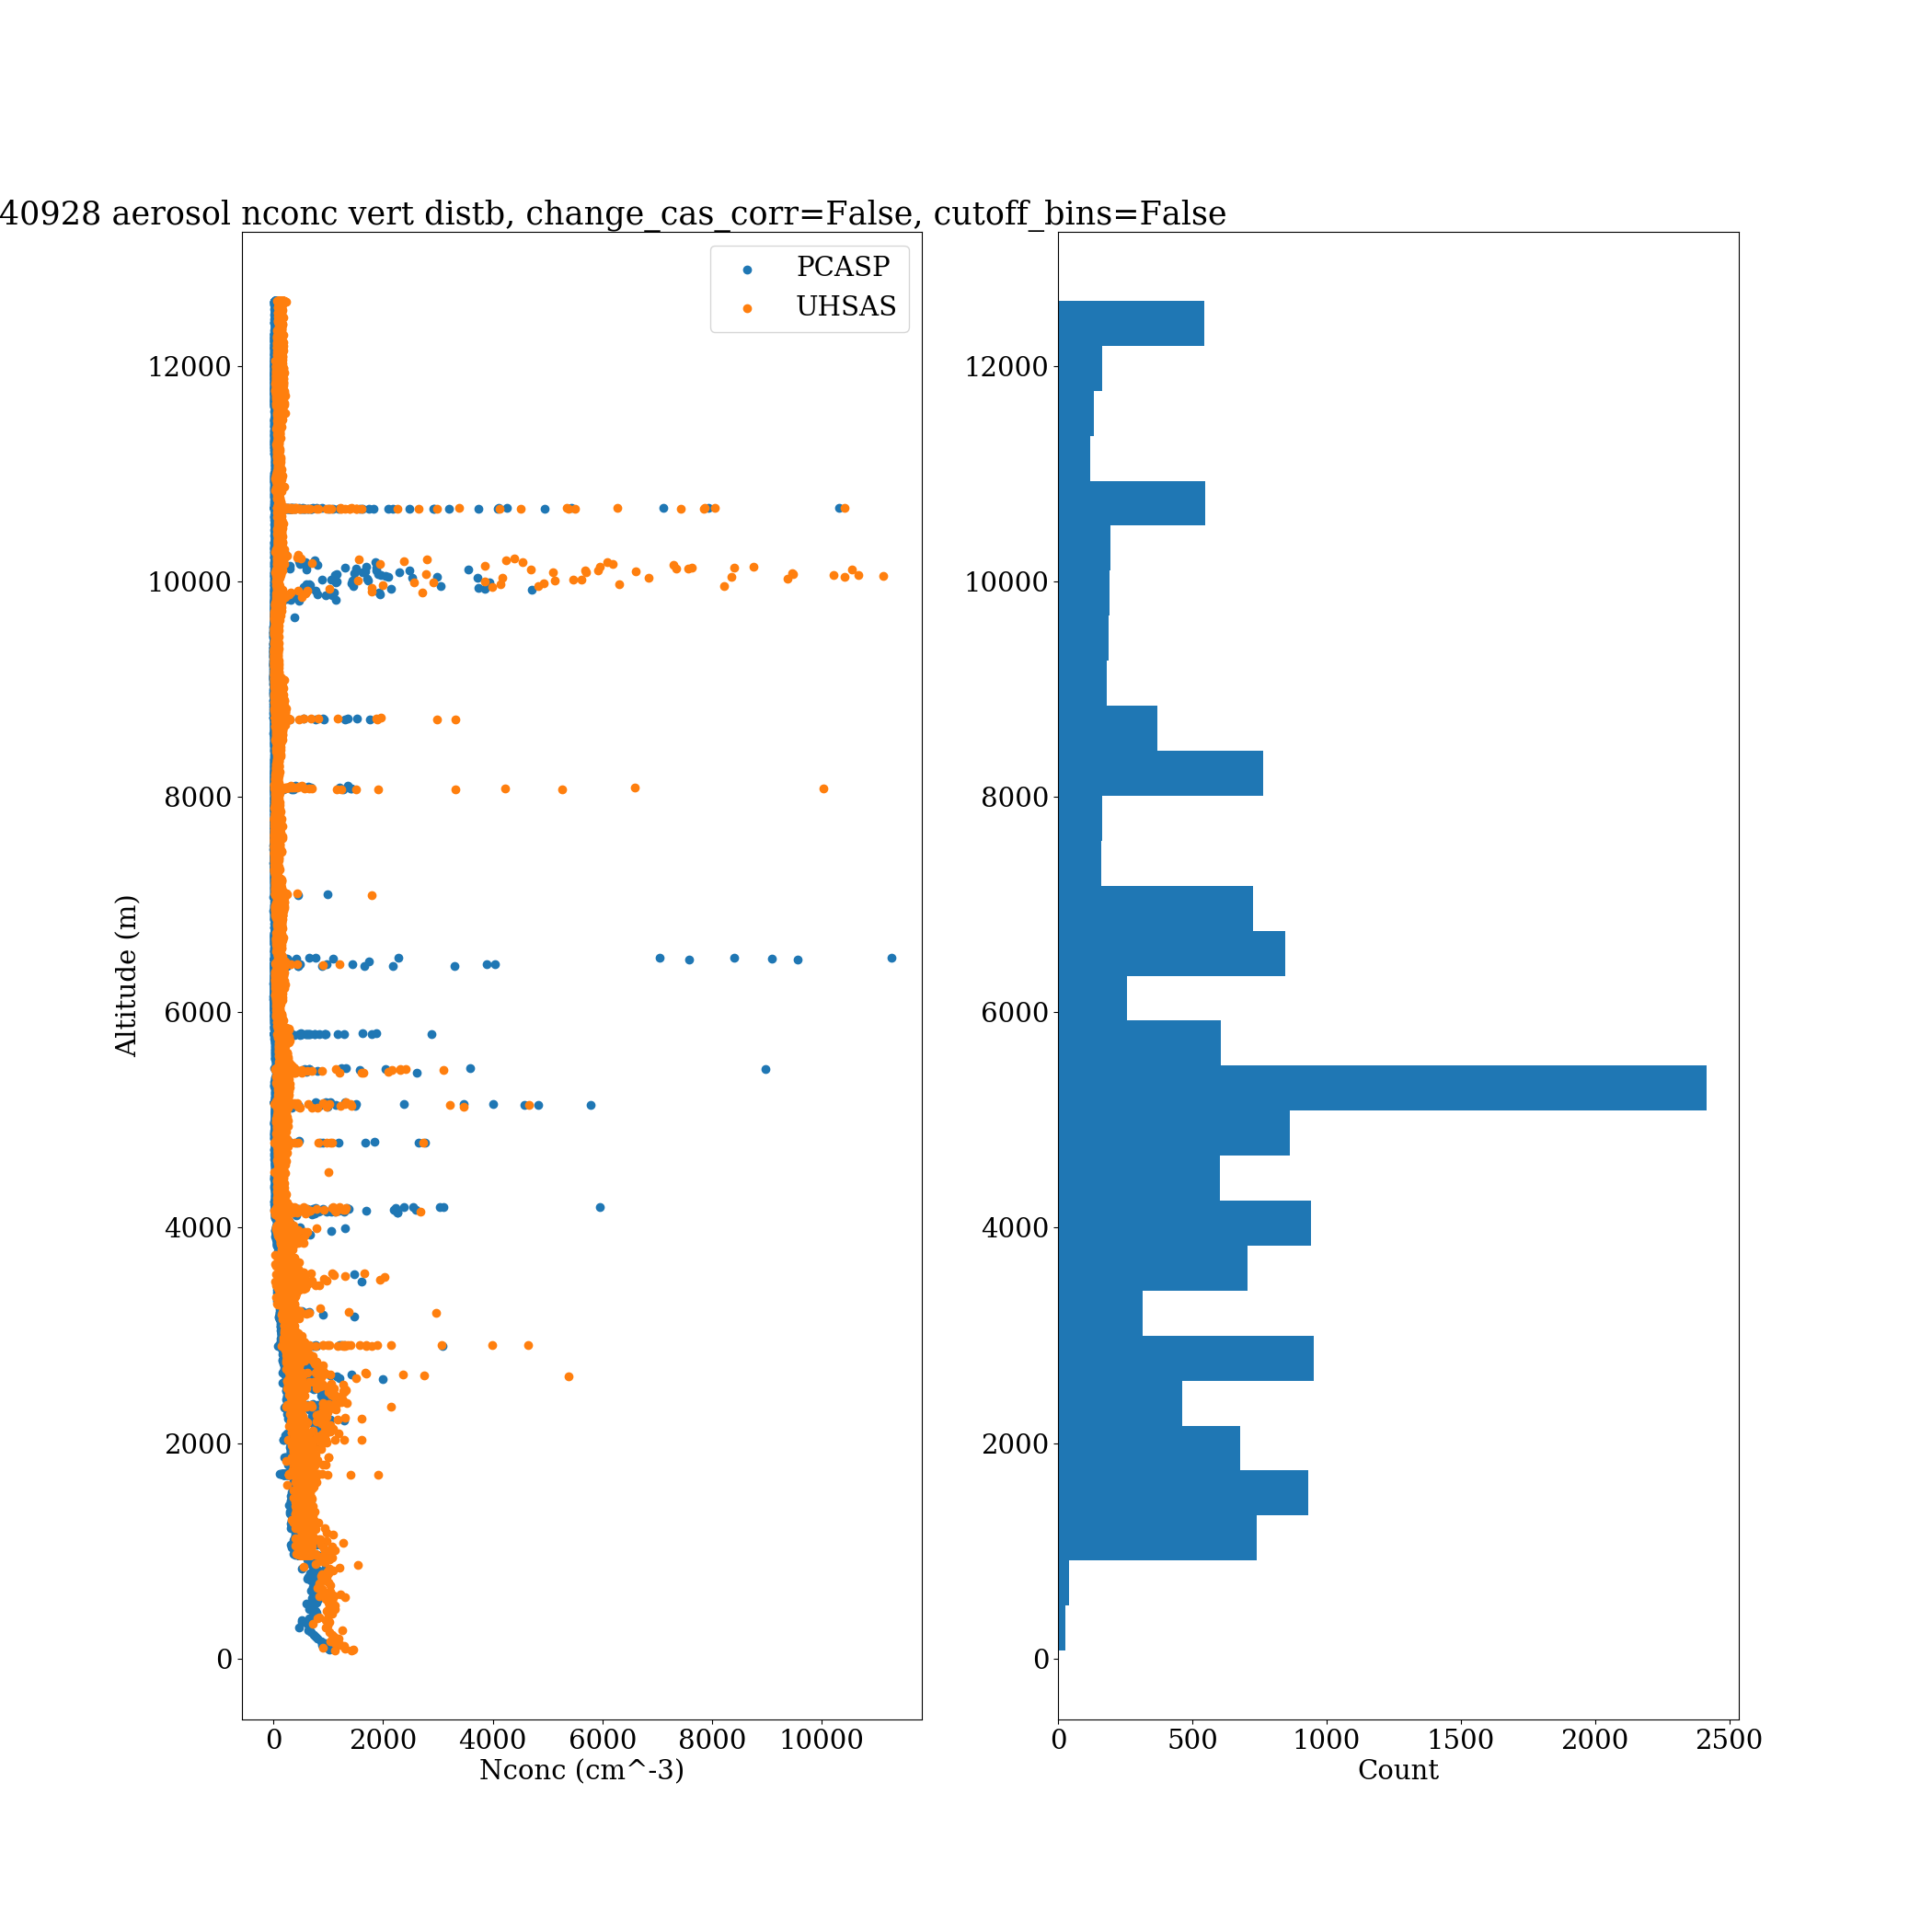 40928 aerosol nconc vert distb, change_cas_corr=False, cutoff_bins=False
PCASP
UHSAS
12000
10000
8000
6000
4000
2000
0
Altitude (m)
0 2000 4000 6000 8000 10000
Nconc (cm^-3)
12000
10000
8000
6000
4000
2000
0
0 500 1000 1500 2000 2500
Count